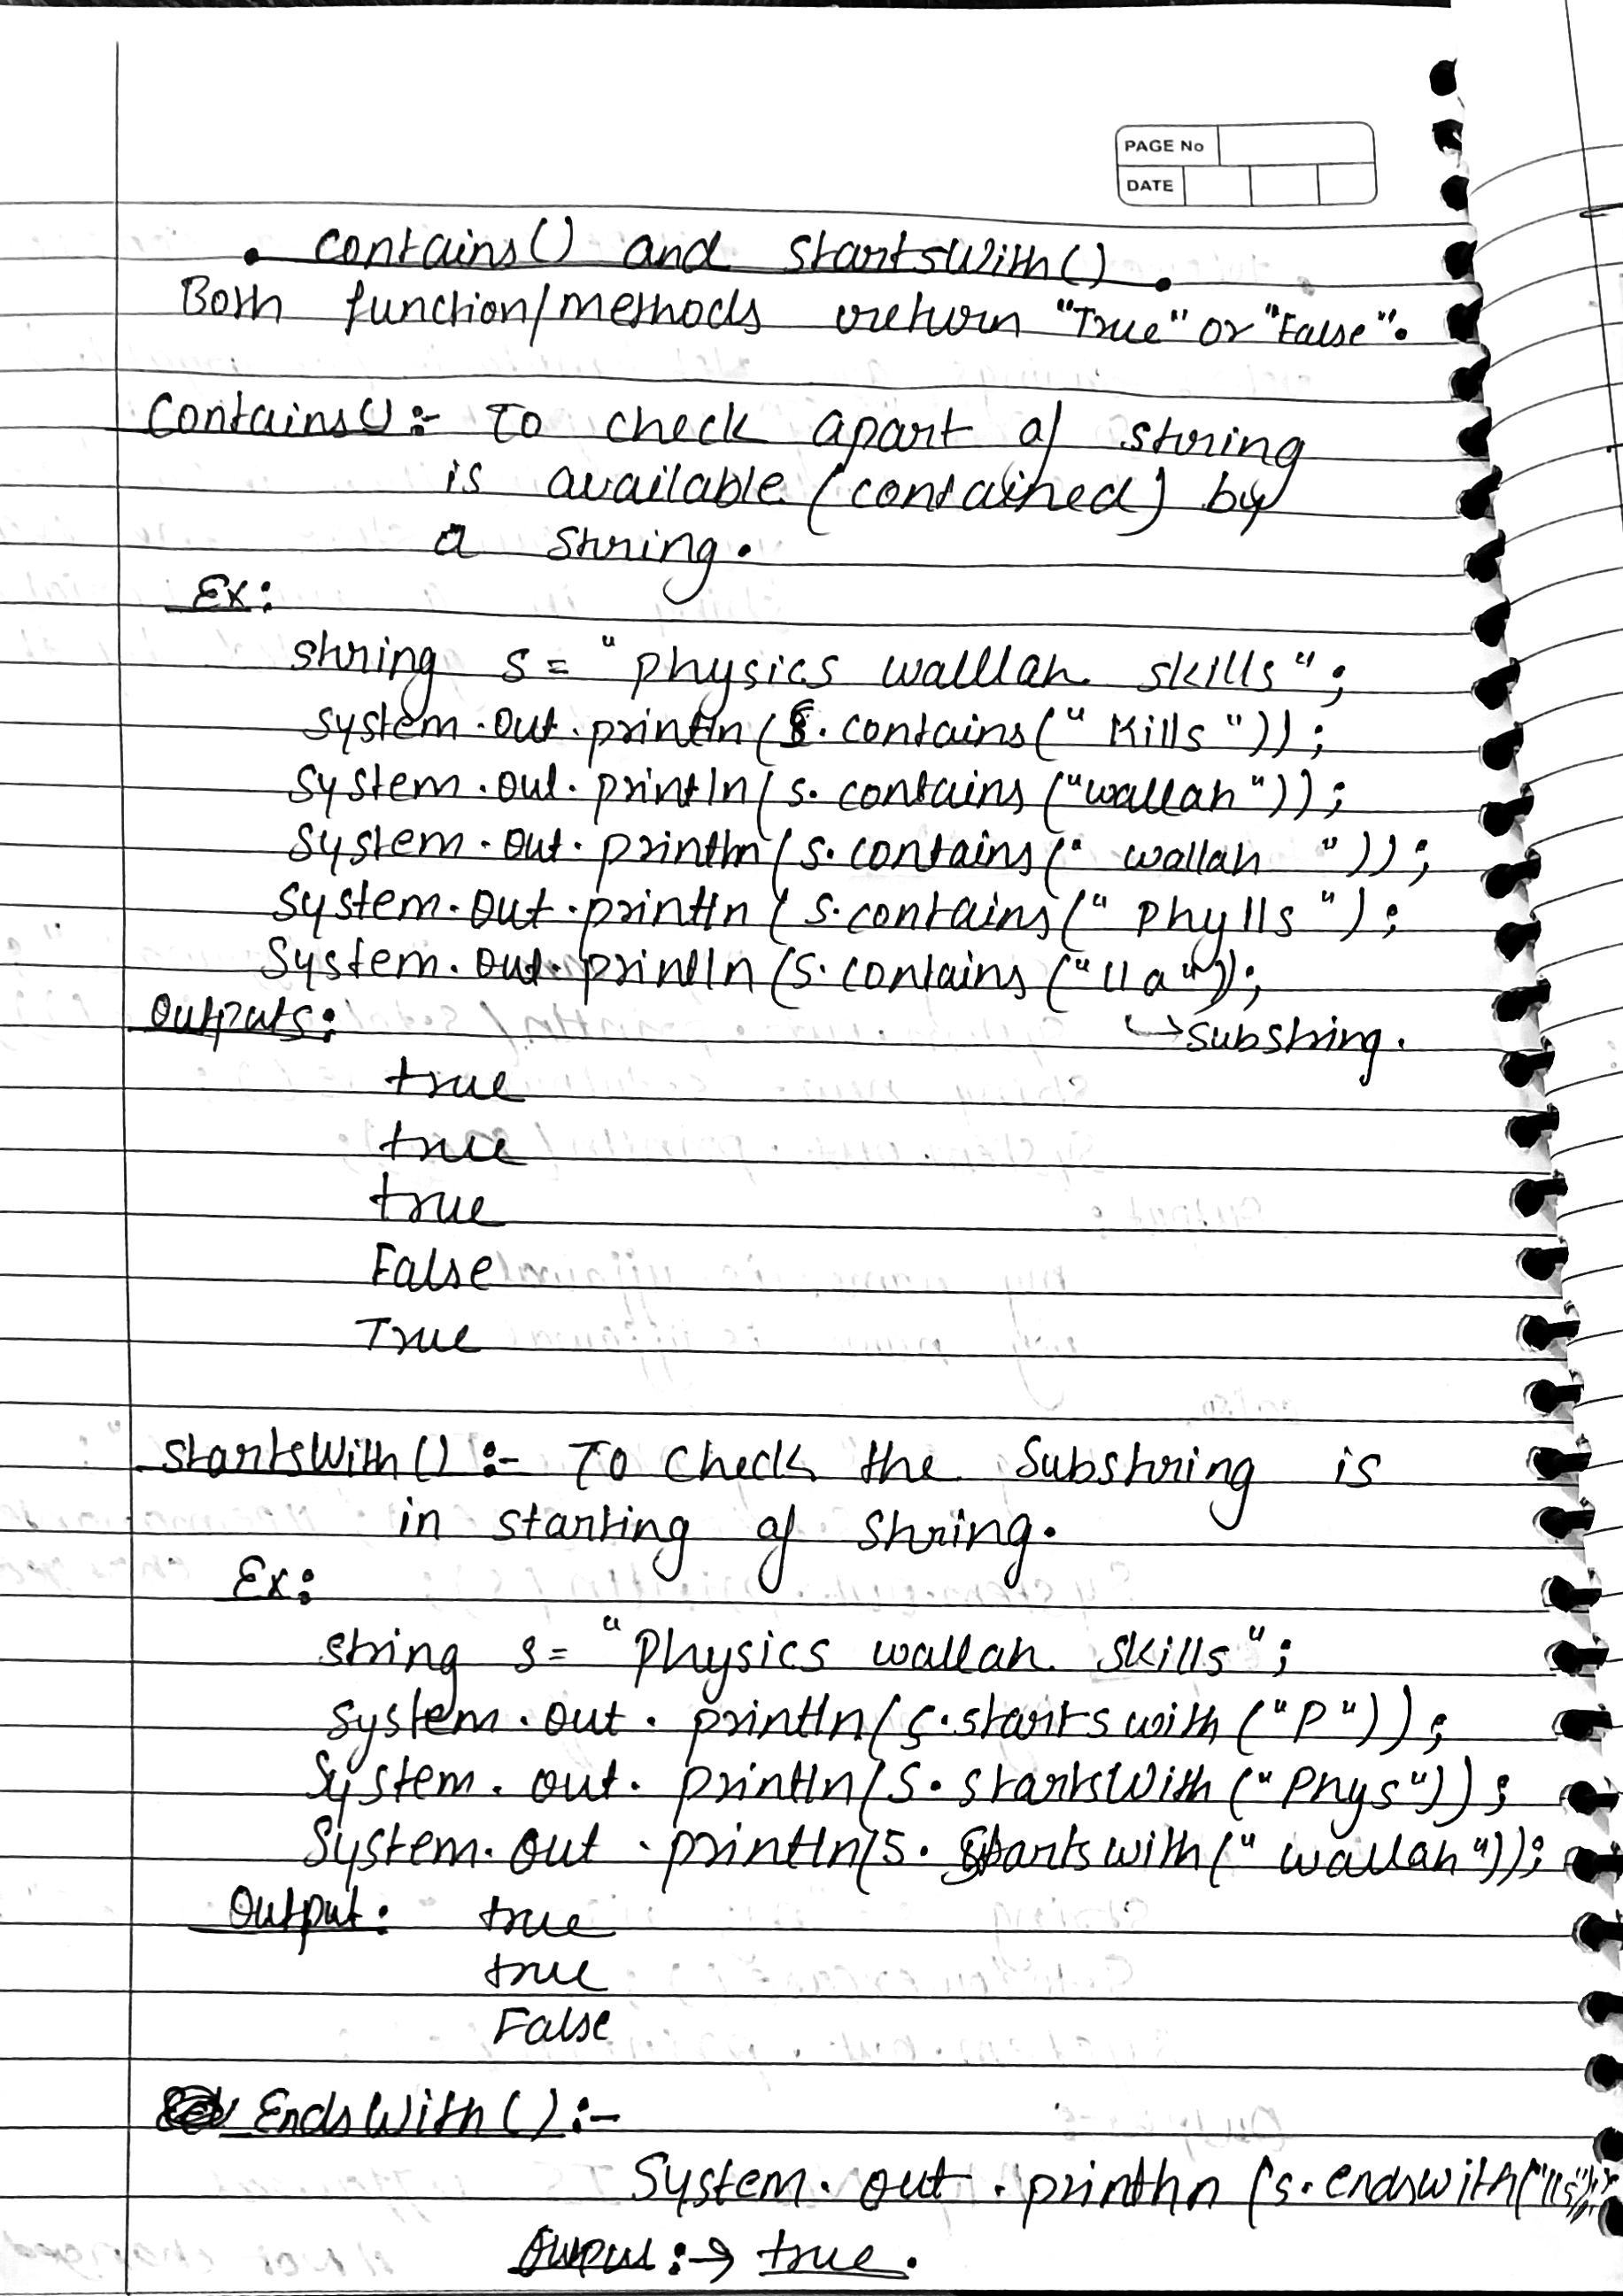 PAGE No
DATE
• contains() and startsWith() •
Both function/methods return "True" or "False".
Contains():- To check apart of string
is available (contained) by
a string.
Ex:
string s = "physics walllah skills";
system.out.println(s.contains("kills"));
system.out.println(s.contains("wallah"));
system.out.println(s.contains(" wallah "));
system.out.println(s.contains("Phylls");
System.out.println(s.contains("lla"));
Outputs:
↳substring.
true
true
true
False
True
startsWith():- To check the substring is
in starting of string.
Ex:
string s= "Physics wallah skills";
system.out.println(s.starts with("P"));
System.out.println(s.startsWith("Phys"));
System.out.println(s.startswith("wallah"));
Output: true
true
False
EndsWith():-
System.out.println(s.endswith("lls"));
Output:→ true.